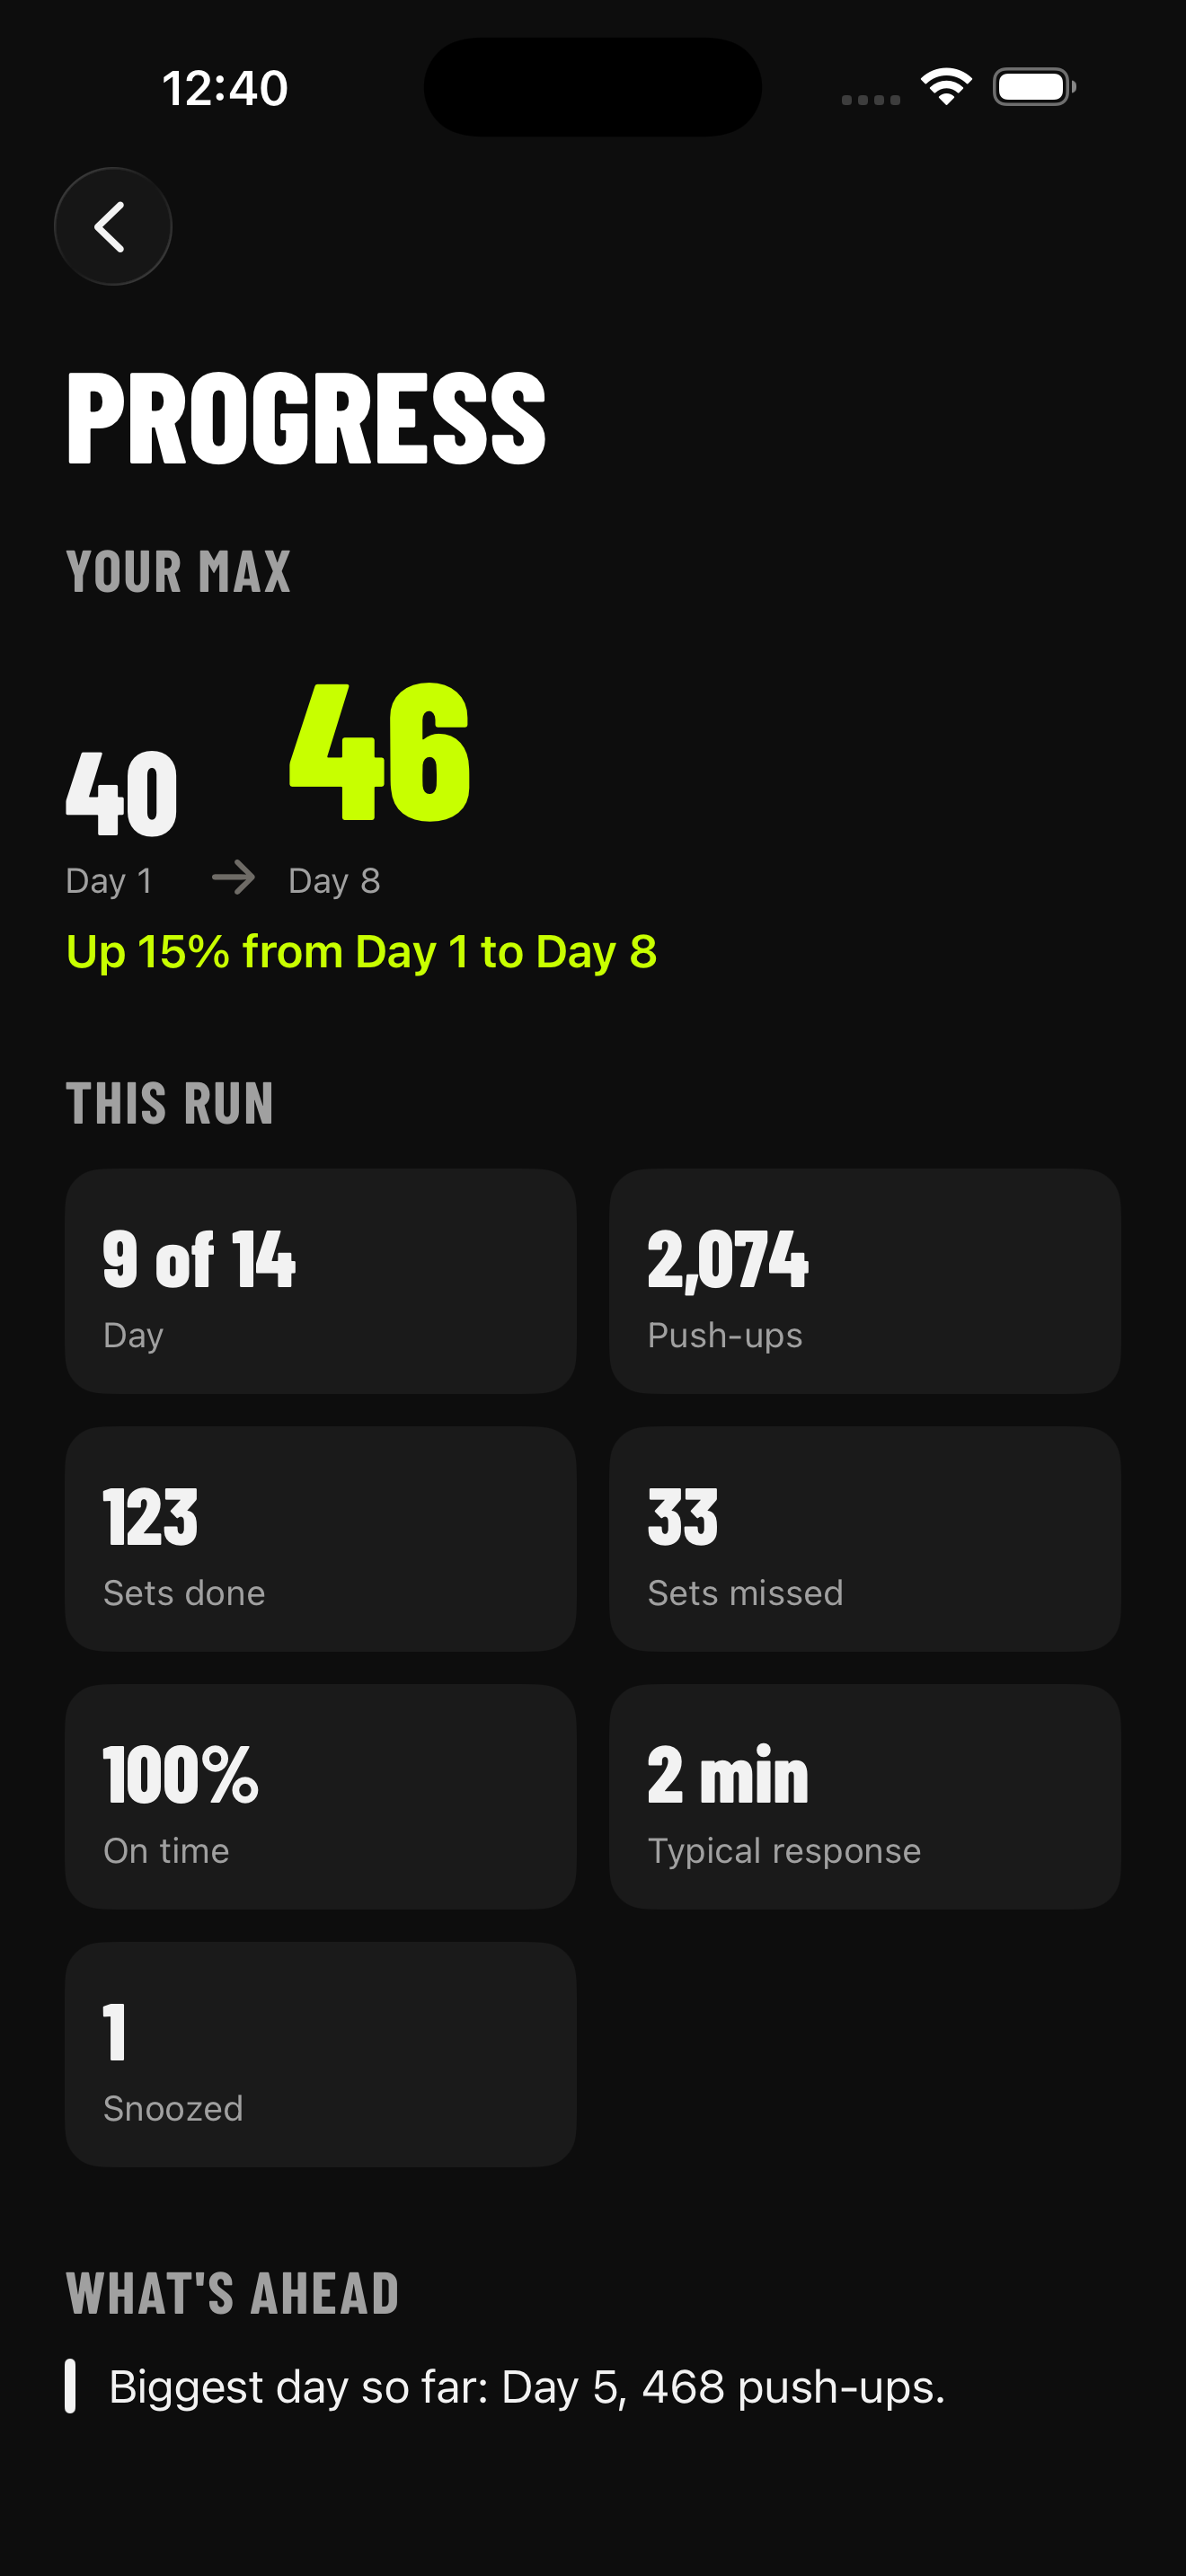 12:40
PROGRESS
YOUR MAX
40
46
Day 1
Day 8
Up 15% from Day 1 to Day 8
THIS RUN
9 of 14
Day
2,074
Push-ups
123
Sets done
33
Sets missed
100%
On time
2 min
Typical response
1
Snoozed
WHAT'S AHEAD
Biggest day so far: Day 5, 468 push-ups.